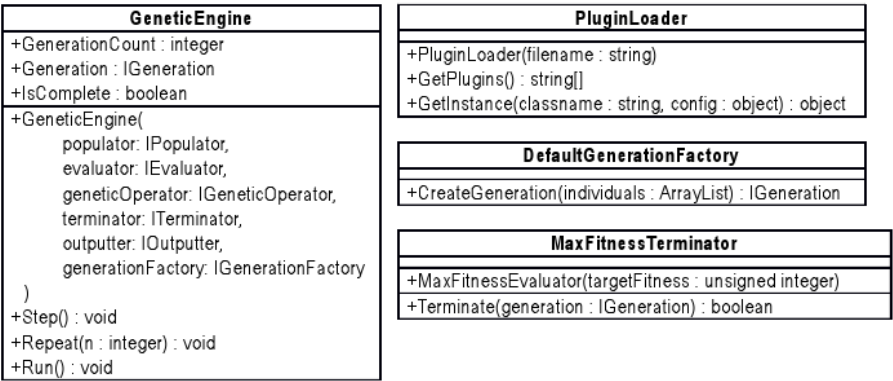 GeneticEngine
+GenerationCount : integer
+Generation : IGeneration
+IsComplete : boolean
+GeneticEngine(
populator: IPopulator,
evaluator: IEvaluator,
geneticOperator: IGeneticOperator,
terminator: ITerminator,
outputter: IOutputter,
generationFactory: IGenerationFactory
)
+Step() : void
+Repeat(n : integer) : void
+Run() : void
PluginLoader
+PluginLoader(filename : string)
+GetPlugins() : string[]
+GetInstance(classname : string, config : object) : object
DefaultGenerationFactory
+CreateGeneration(individuals : ArrayList) : IGeneration
MaxFitnessTerminator
+MaxFitnessEvaluator(targetFitness : unsigned integer)
+Terminate(generation : IGeneration) : boolean